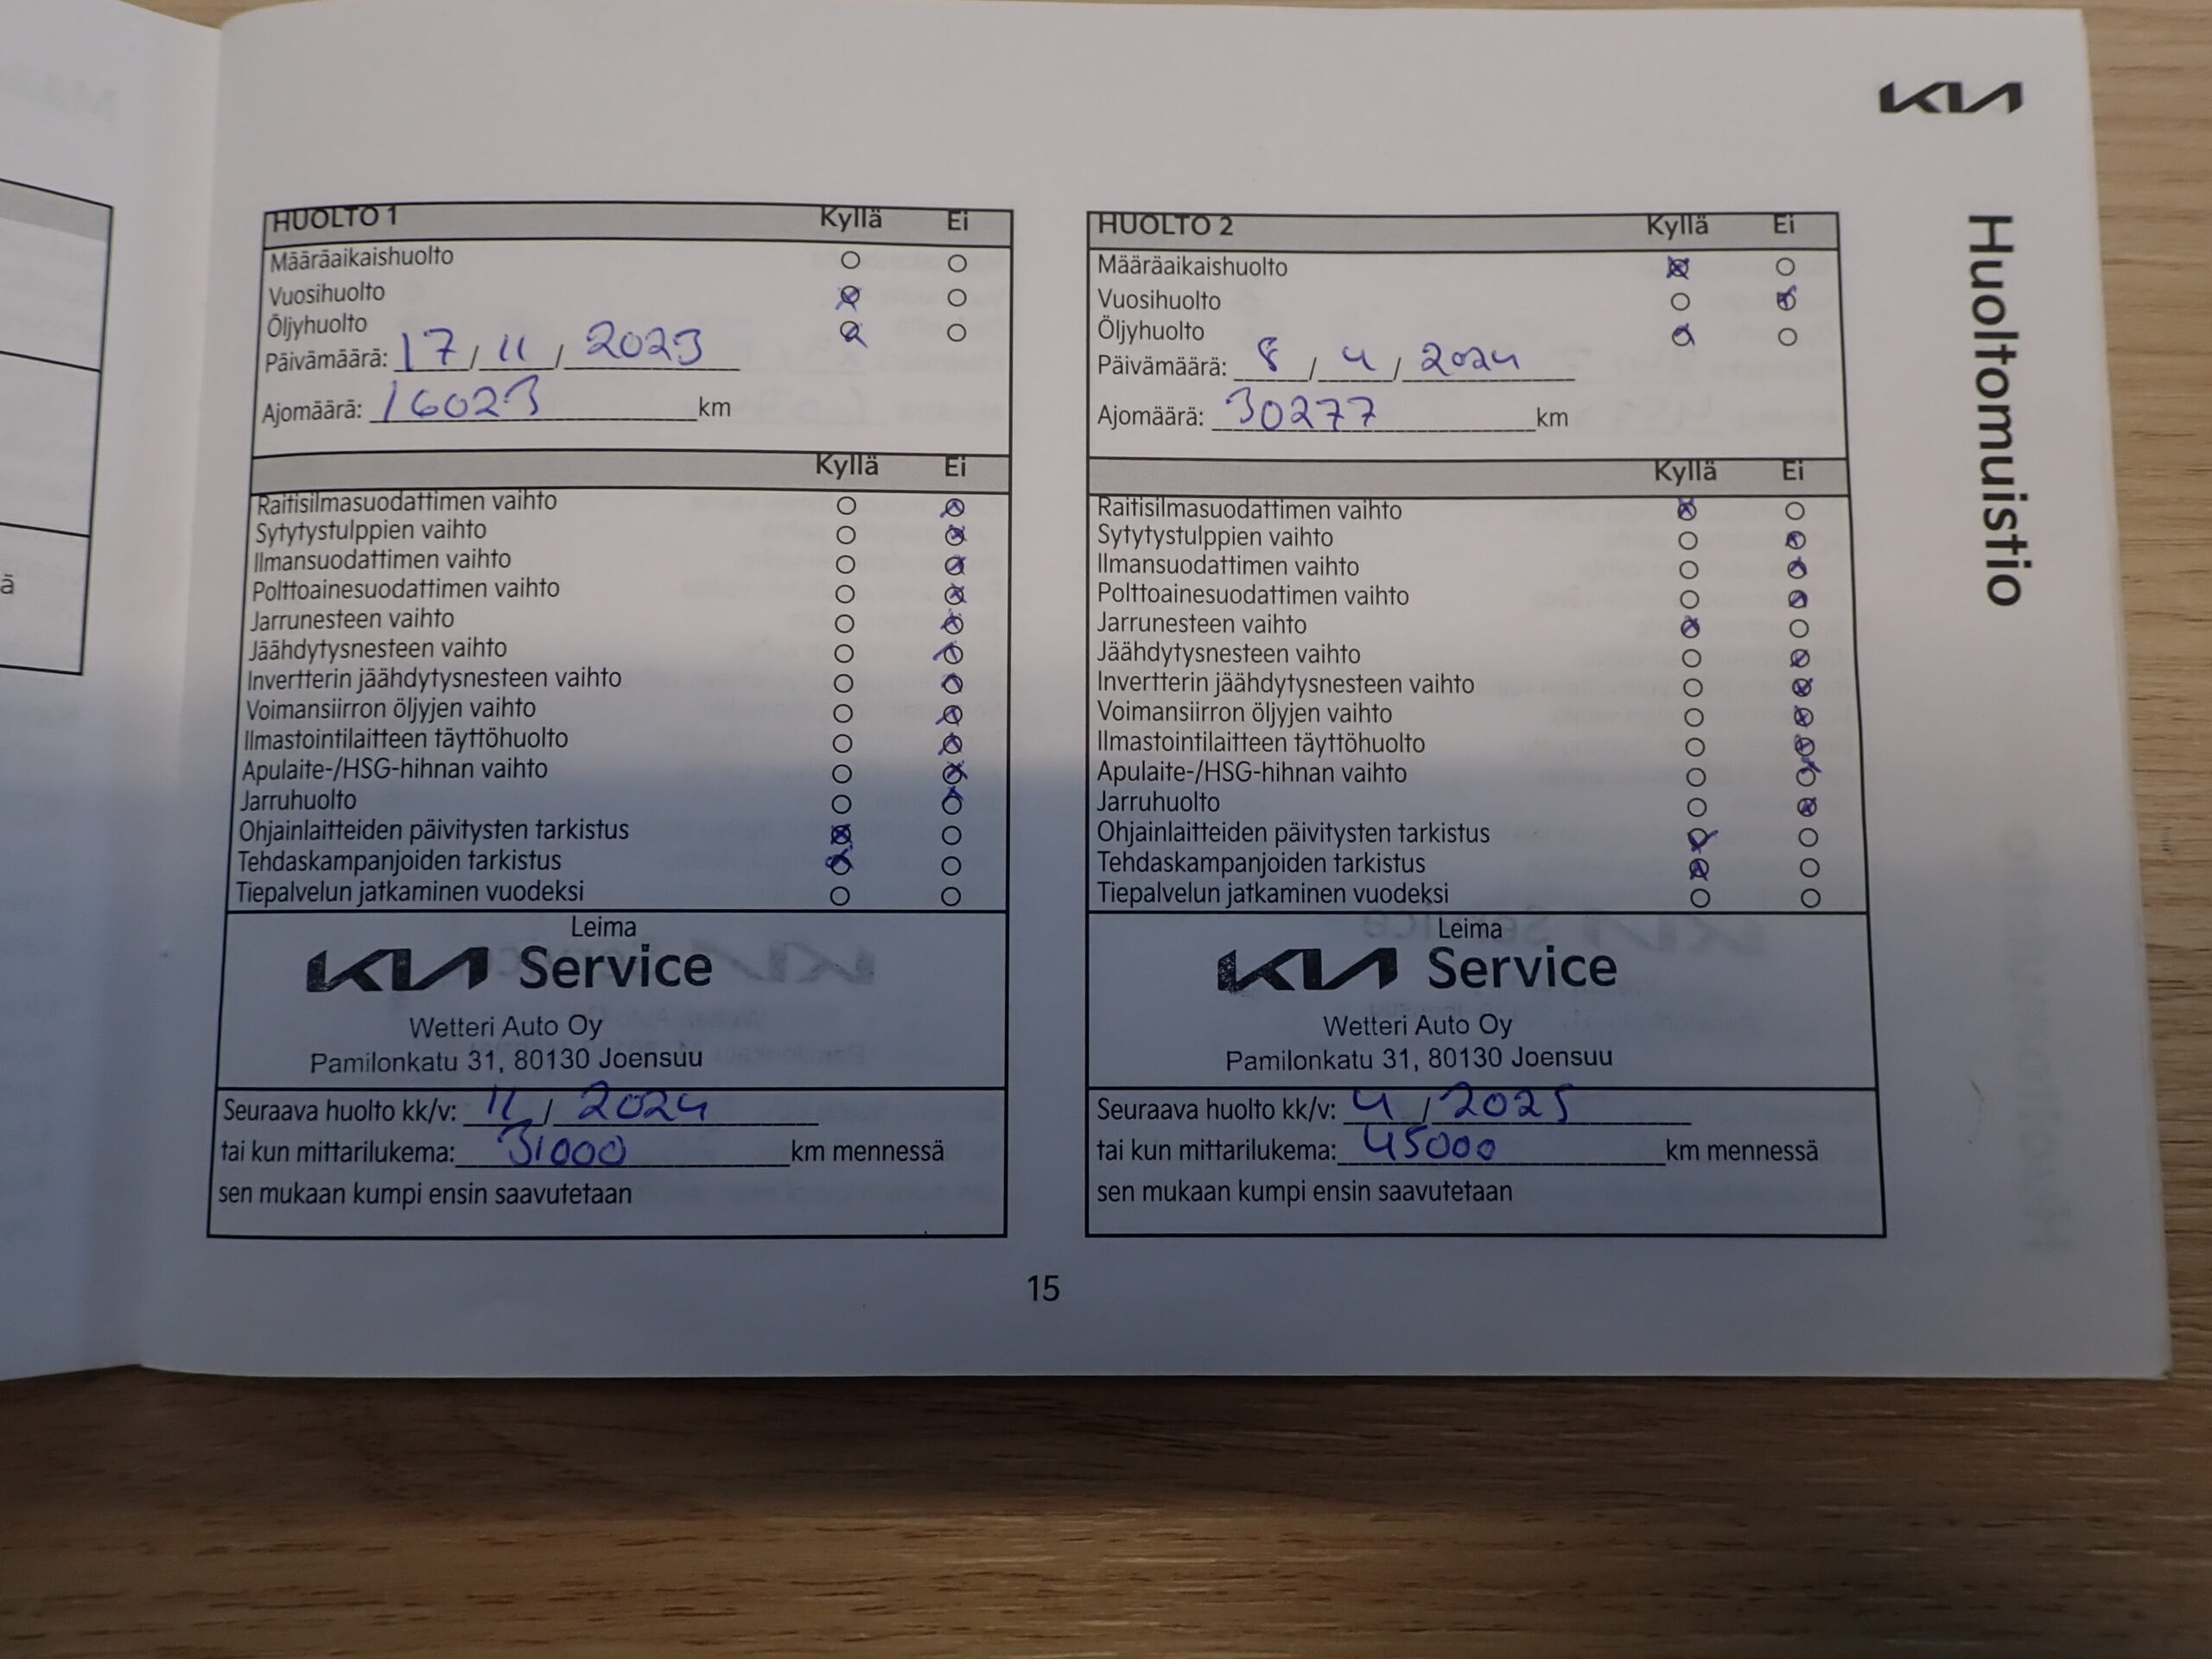 KIA
Huoltomuistio
HUOLTO 1 Kyllä Ei
Määräaikaishuolto
Vuosihuolto
Öljyhuolto
Päivämäärä: 17 / 11 / 2023
Ajomäärä: 16023 km
Kyllä Ei
Raitisilmasuodattimen vaihto
Sytytystulppien vaihto
Ilmansuodattimen vaihto
Polttoainesuodattimen vaihto
Jarrunesteen vaihto
Jäähdytysnesteen vaihto
Invertterin jäähdytysnesteen vaihto
Voimansiirron öljyjen vaihto
Ilmastointilaitteen täyttöhuolto
Apulaite-/HSG-hihnan vaihto
Jarruhuolto
Ohjainlaitteiden päivitysten tarkistus
Tehdaskampanjoiden tarkistus
Tiepalvelun jatkaminen vuodeksi
Leima
KIA Service
Wetteri Auto Oy
Pamilonkatu 31, 80130 Joensuu
Seuraava huolto kk/v: 11 / 2024
tai kun mittarilukema: 31000 km mennessä
sen mukaan kumpi ensin saavutetaan
HUOLTO 2 Kyllä Ei
Määräaikaishuolto
Vuosihuolto
Öljyhuolto
Päivämäärä: 8 / 4 / 2024
Ajomäärä: 30277 km
Kyllä Ei
Raitisilmasuodattimen vaihto
Sytytystulppien vaihto
Ilmansuodattimen vaihto
Polttoainesuodattimen vaihto
Jarrunesteen vaihto
Jäähdytysnesteen vaihto
Invertterin jäähdytysnesteen vaihto
Voimansiirron öljyjen vaihto
Ilmastointilaitteen täyttöhuolto
Apulaite-/HSG-hihnan vaihto
Jarruhuolto
Ohjainlaitteiden päivitysten tarkistus
Tehdaskampanjoiden tarkistus
Tiepalvelun jatkaminen vuodeksi
Leima
KIA Service
Wetteri Auto Oy
Pamilonkatu 31, 80130 Joensuu
Seuraava huolto kk/v: 4 / 2025
tai kun mittarilukema: 45000 km mennessä
sen mukaan kumpi ensin saavutetaan
15